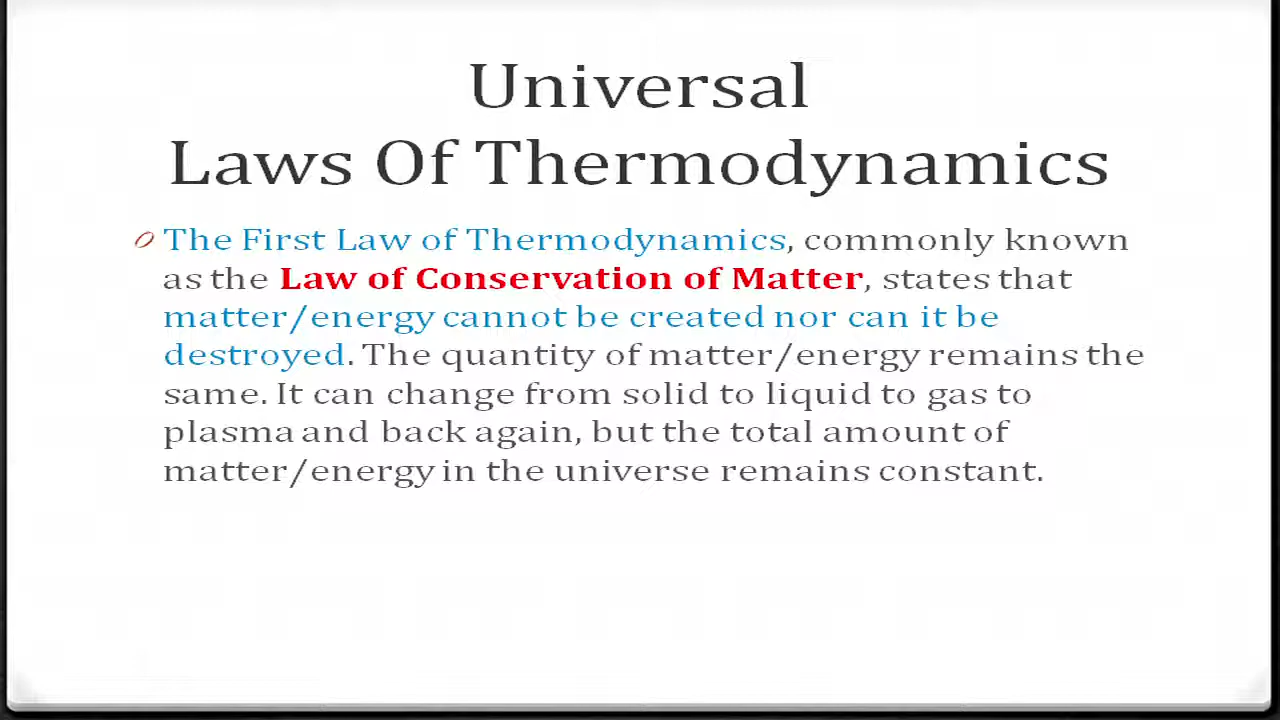 Universal
Laws Of Thermodynamics
The First Law of Thermodynamics, commonly known
as the Law of Conservation of Matter, states that
matter/energy cannot be created nor can it be
destroyed. The quantity of matter/energy remains the
same. It can change from solid to liquid to gas to
plasma and back again, but the total amount of
matter/energy in the universe remains constant.